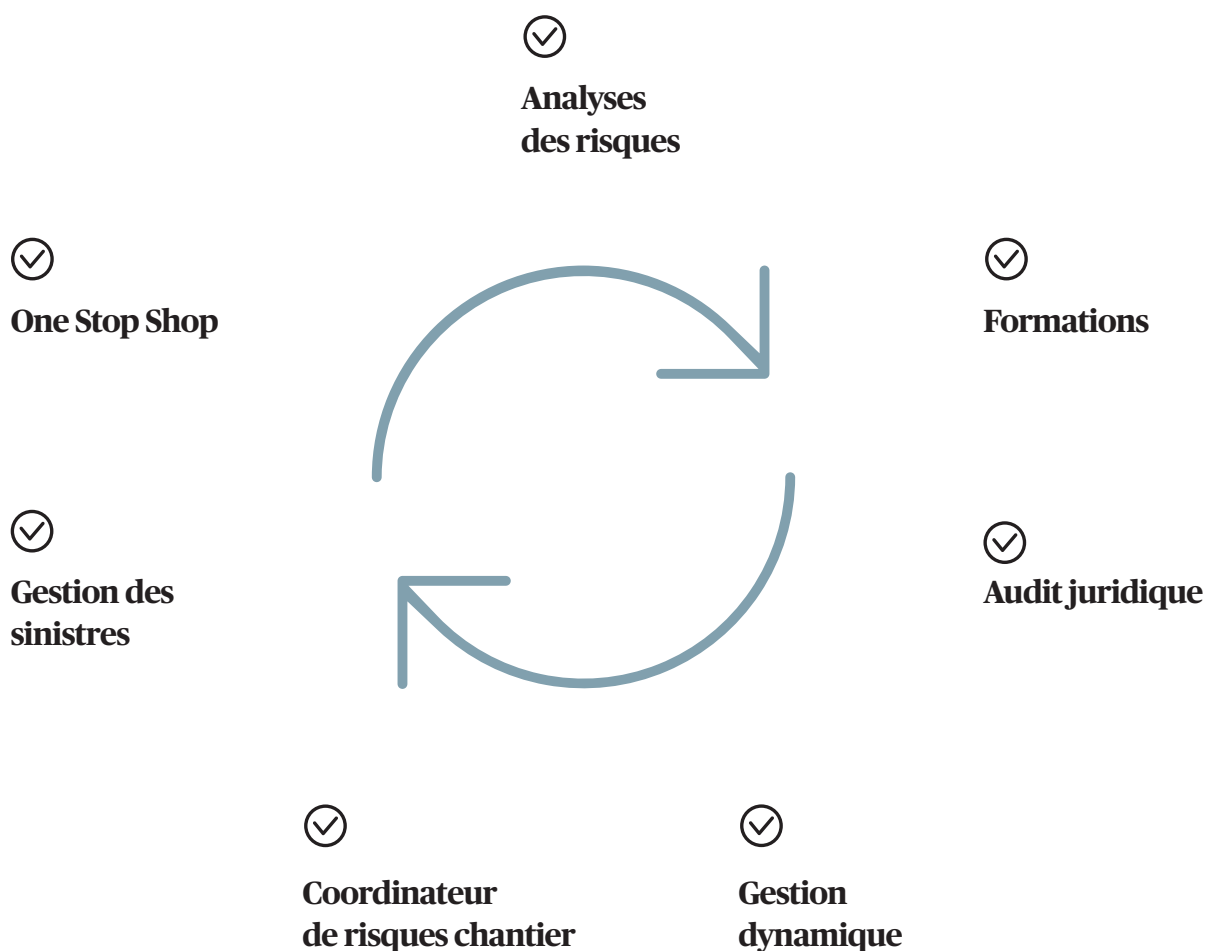 Analyses
des risques
One Stop Shop
Formations
Gestion des
sinistres
Audit juridique
Coordinateur
de risques chantier
Gestion
dynamique